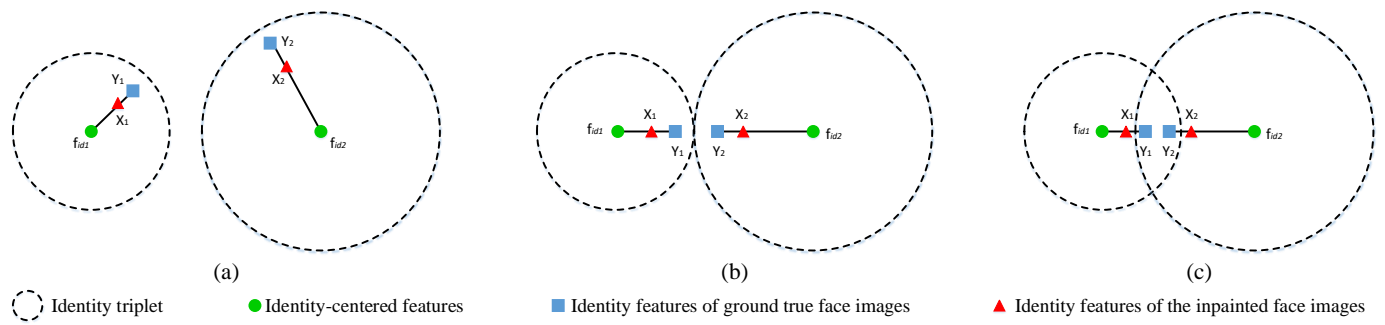 Y₂
Y₁
X₂
X₁
f_id1
f_id2
(a)
X₁
X₂
f_id1
f_id2
Y₁
Y₂
(b)
X₁
X₂
f_id1
f_id2
Y₁
Y₂
(c)
Identity triplet
Identity-centered features
Identity features of ground true face images
Identity features of the inpainted face images